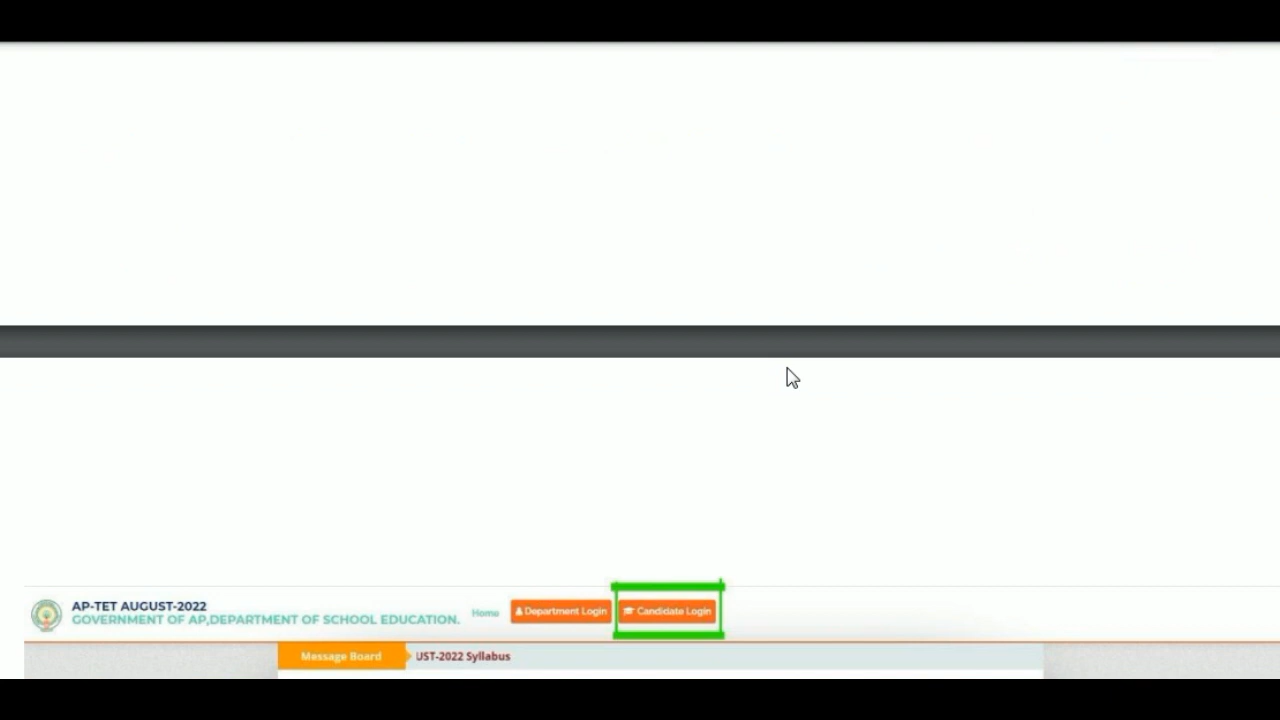 AP-TET AUGUST-2022
GOVERNMENT OF AP,DEPARTMENT OF SCHOOL EDUCATION.
Home
Department Login
Candidate Login
Message Board
UST-2022 Syllabus